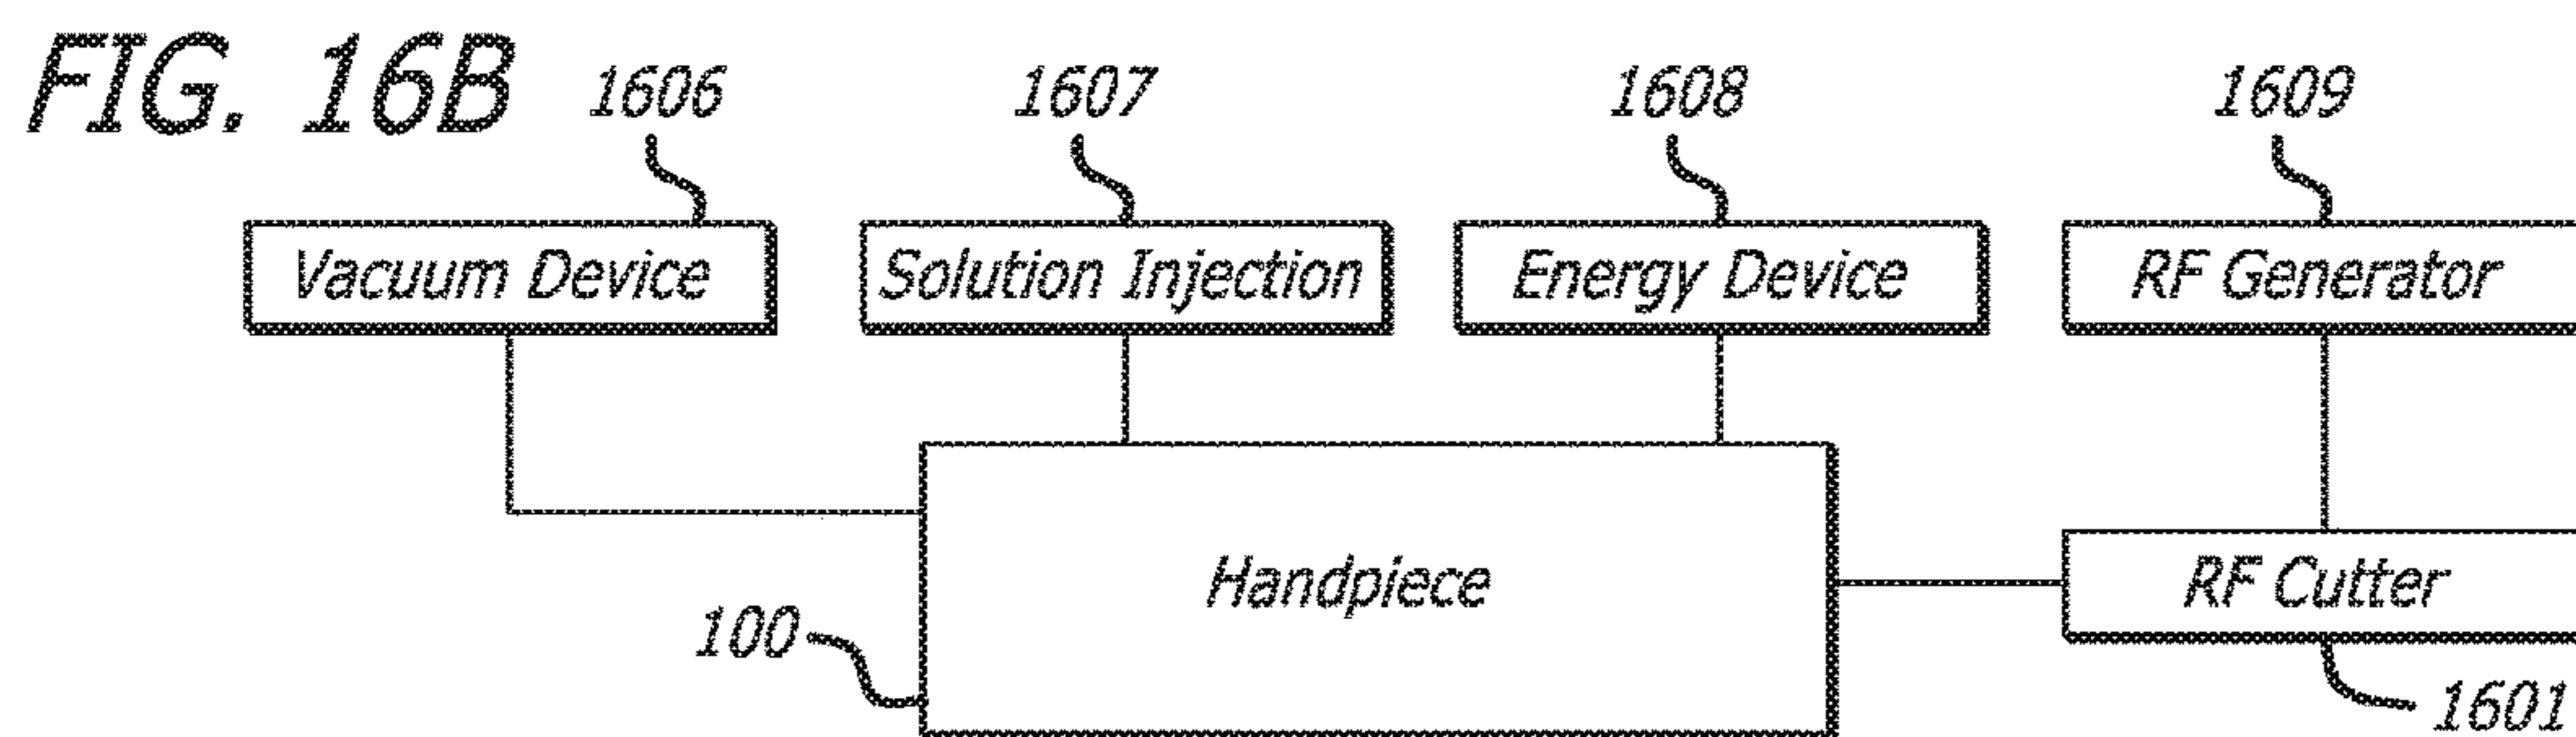 FIG. 16B
1606 1607 1608 1609
Vacuum Device Solution Injection Energy Device RF Generator
Handpiece RF Cutter
100
1601